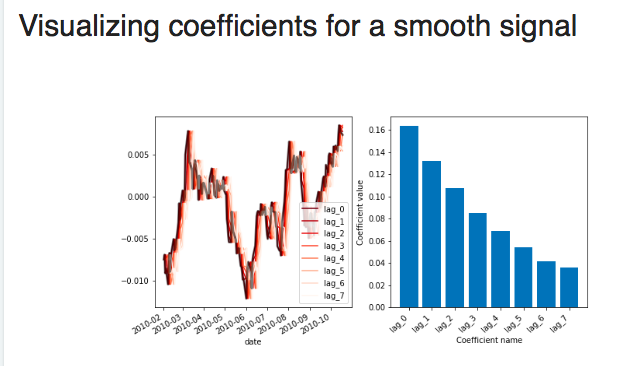 Visualizing coefficients for a smooth signal
0.005
0.000
−0.005
−0.010
lag_0
lag_1
lag_2
lag_3
lag_4
lag_5
lag_6
lag_7
2010-02
2010-03
2010-04
2010-05
2010-06
2010-07
2010-08
2010-09
2010-10
date
Coefficient value
0.16
0.14
0.12
0.10
0.08
0.06
0.04
0.02
0.00
lag_0
lag_1
lag_2
lag_3
lag_4
lag_5
lag_6
lag_7
Coefficient name